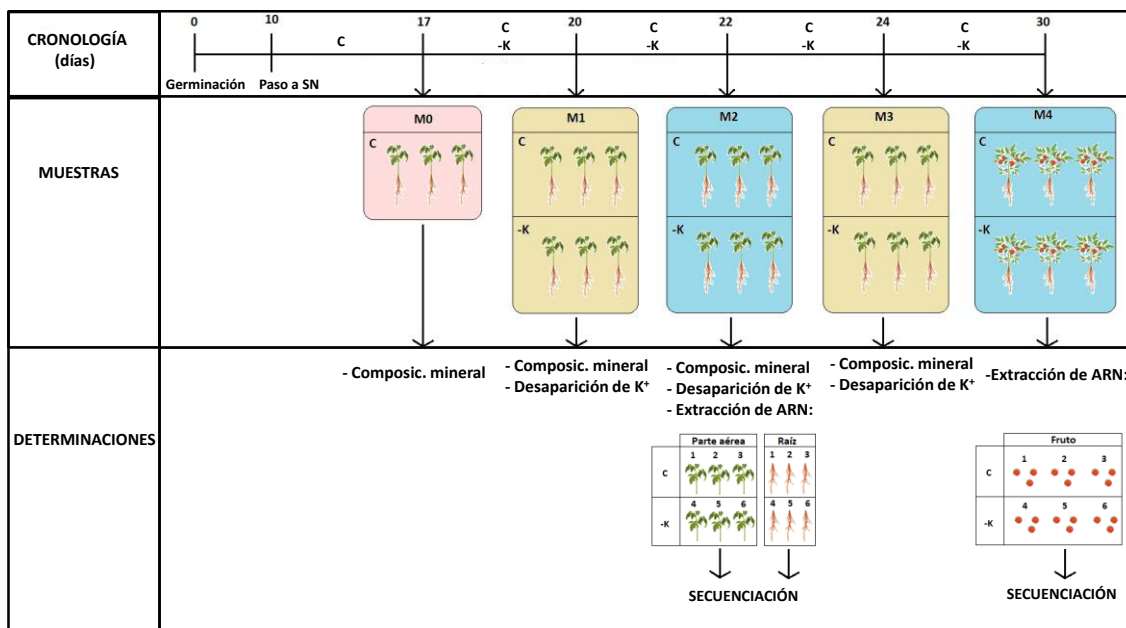 CRONOLOGÍA
(días)
0
10
17
20
22
24
30
C
C
-K
C
-K
C
-K
C
-K
Germinación
Paso a SN
MUESTRAS
M0
C
M1
C
-K
M2
C
-K
M3
C
-K
M4
C
-K
DETERMINACIONES
- Composic. mineral
- Composic. mineral
- Desaparición de K⁺
- Composic. mineral
- Desaparición de K⁺
- Extracción de ARN:
- Composic. mineral
- Desaparición de K⁺
-Extracción de ARN:
Parte aérea
Raíz
C
1 2 3
1 2 3
-K
4 5 6
4 5 6
SECUENCIACIÓN
Fruto
C
1 2 3
-K
4 5 6
SECUENCIACIÓN